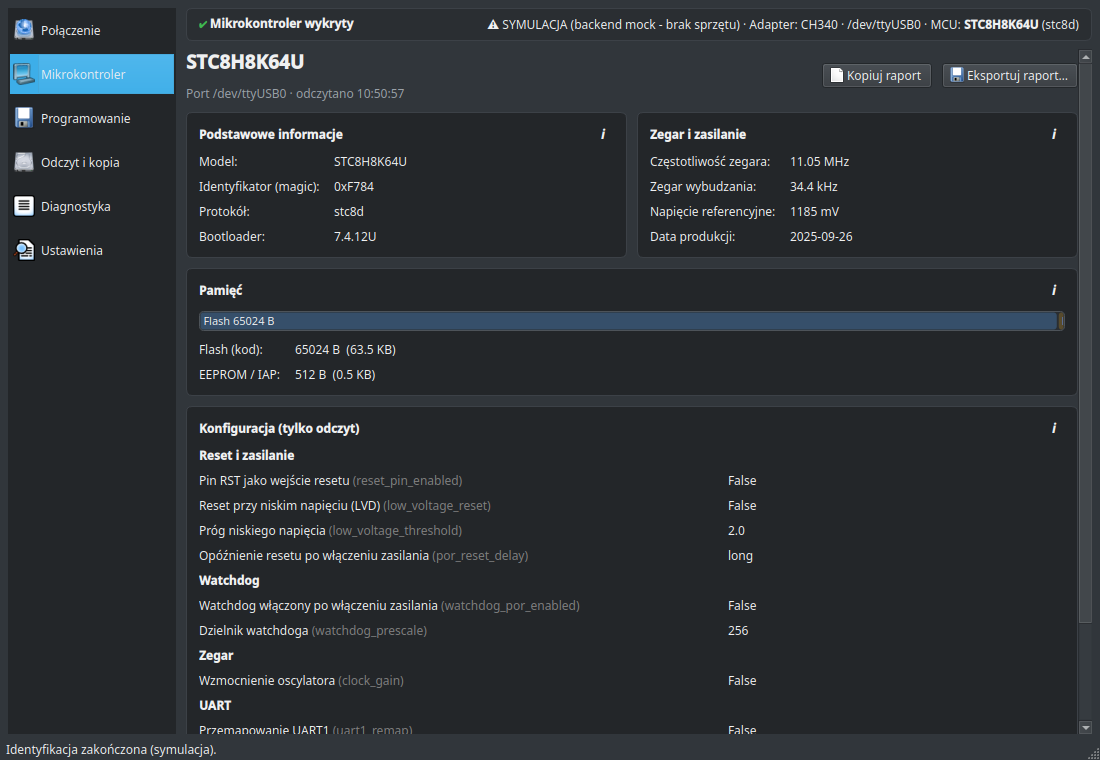 Połączenie
Mikrokontroler
Programowanie
Odczyt i kopia
Diagnostyka
Ustawienia
✔ Mikrokontroler wykryty
⚠ SYMULACJA (backend mock - brak sprzętu) · Adapter: CH340 · /dev/ttyUSB0 · MCU: STC8H8K64U (stc8d)
STC8H8K64U
Port /dev/ttyUSB0 · odczytano 10:50:57
Kopiuj raport
Eksportuj raport...
Podstawowe informacje i
Model: STC8H8K64U
Identyfikator (magic): 0xF784
Protokół: stc8d
Bootloader: 7.4.12U
Zegar i zasilanie i
Częstotliwość zegara: 11.05 MHz
Zegar wybudzania: 34.4 kHz
Napięcie referencyjne: 1185 mV
Data produkcji: 2025-09-26
Pamięć i
Flash 65024 B
Flash (kod): 65024 B (63.5 KB)
EEPROM / IAP: 512 B (0.5 KB)
Konfiguracja (tylko odczyt) i
Reset i zasilanie
Pin RST jako wejście resetu (reset_pin_enabled) False
Reset przy niskim napięciu (LVD) (low_voltage_reset) False
Próg niskiego napięcia (low_voltage_threshold) 2.0
Opóźnienie resetu po włączeniu zasilania (por_reset_delay) long
Watchdog
Watchdog włączony po włączeniu zasilania (watchdog_por_enabled) False
Dzielnik watchdoga (watchdog_prescale) 256
Zegar
Wzmocnienie oscylatora (clock_gain) False
UART
Przemapowanie UART1 (uart1_remap) False
Identyfikacja zakończona (symulacja).